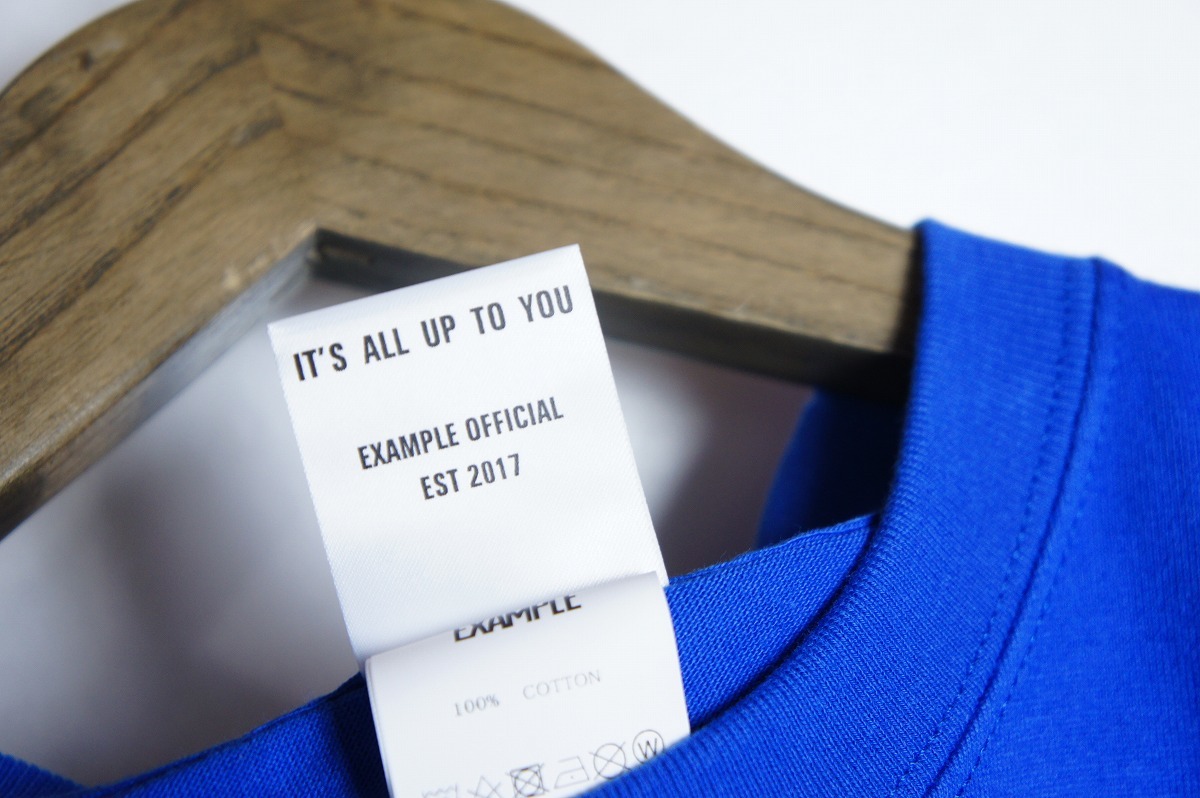 IT'S ALL UP TO YOU
EXAMPLE OFFICIAL
EST 2017
EXAMPLE
100% COTTON
W